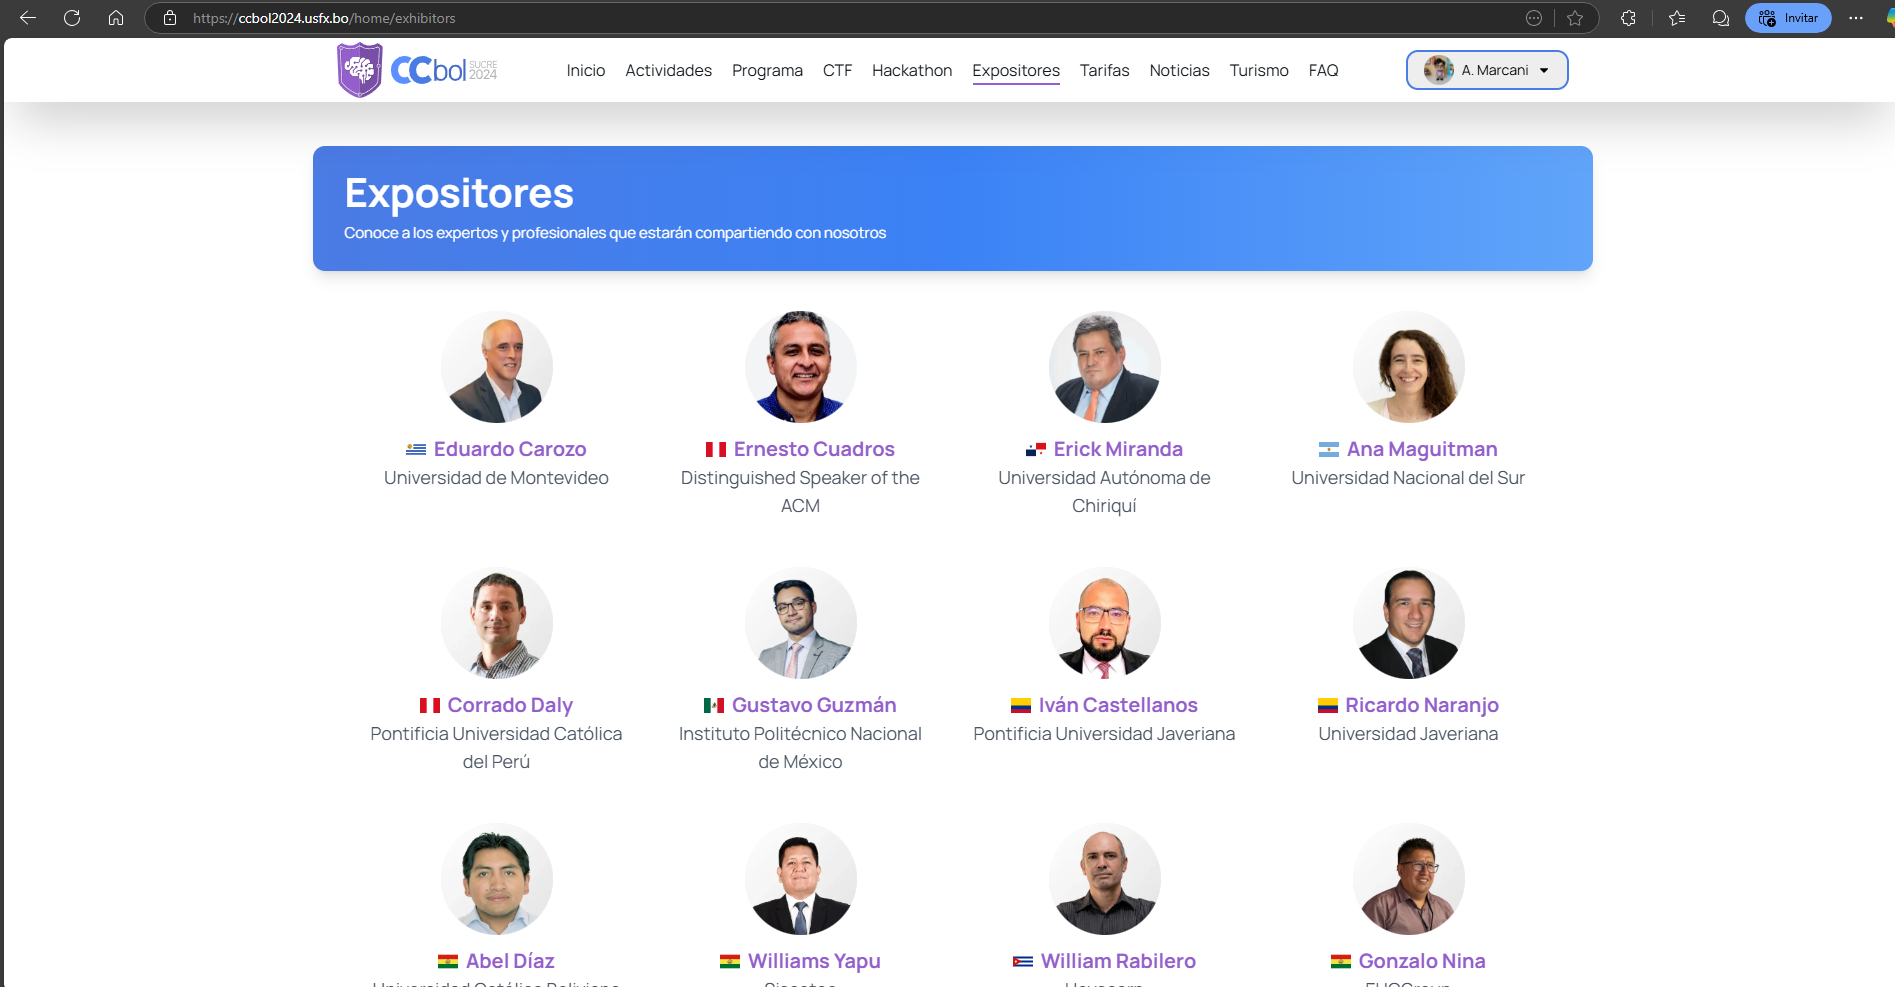 https://ccbol2024.usfx.bo/home/exhibitors
Invitar
CCbol SUCRE 2024
Inicio Actividades Programa CTF Hackathon Expositores Tarifas Noticias Turismo FAQ
A. Marcani
Expositores
Conoce a los expertos y profesionales que estarán compartiendo con nosotros
Eduardo Carozo
Universidad de Montevideo
Ernesto Cuadros
Distinguished Speaker of the
ACM
Erick Miranda
Universidad Autónoma de
Chiriquí
Ana Maguitman
Universidad Nacional del Sur
Corrado Daly
Pontificia Universidad Católica
del Perú
Gustavo Guzmán
Instituto Politécnico Nacional
de México
Iván Castellanos
Pontificia Universidad Javeriana
Ricardo Naranjo
Universidad Javeriana
Abel Díaz
Universidad Católica Boliviana
Williams Yapu
William Rabilero
Gonzalo Nina